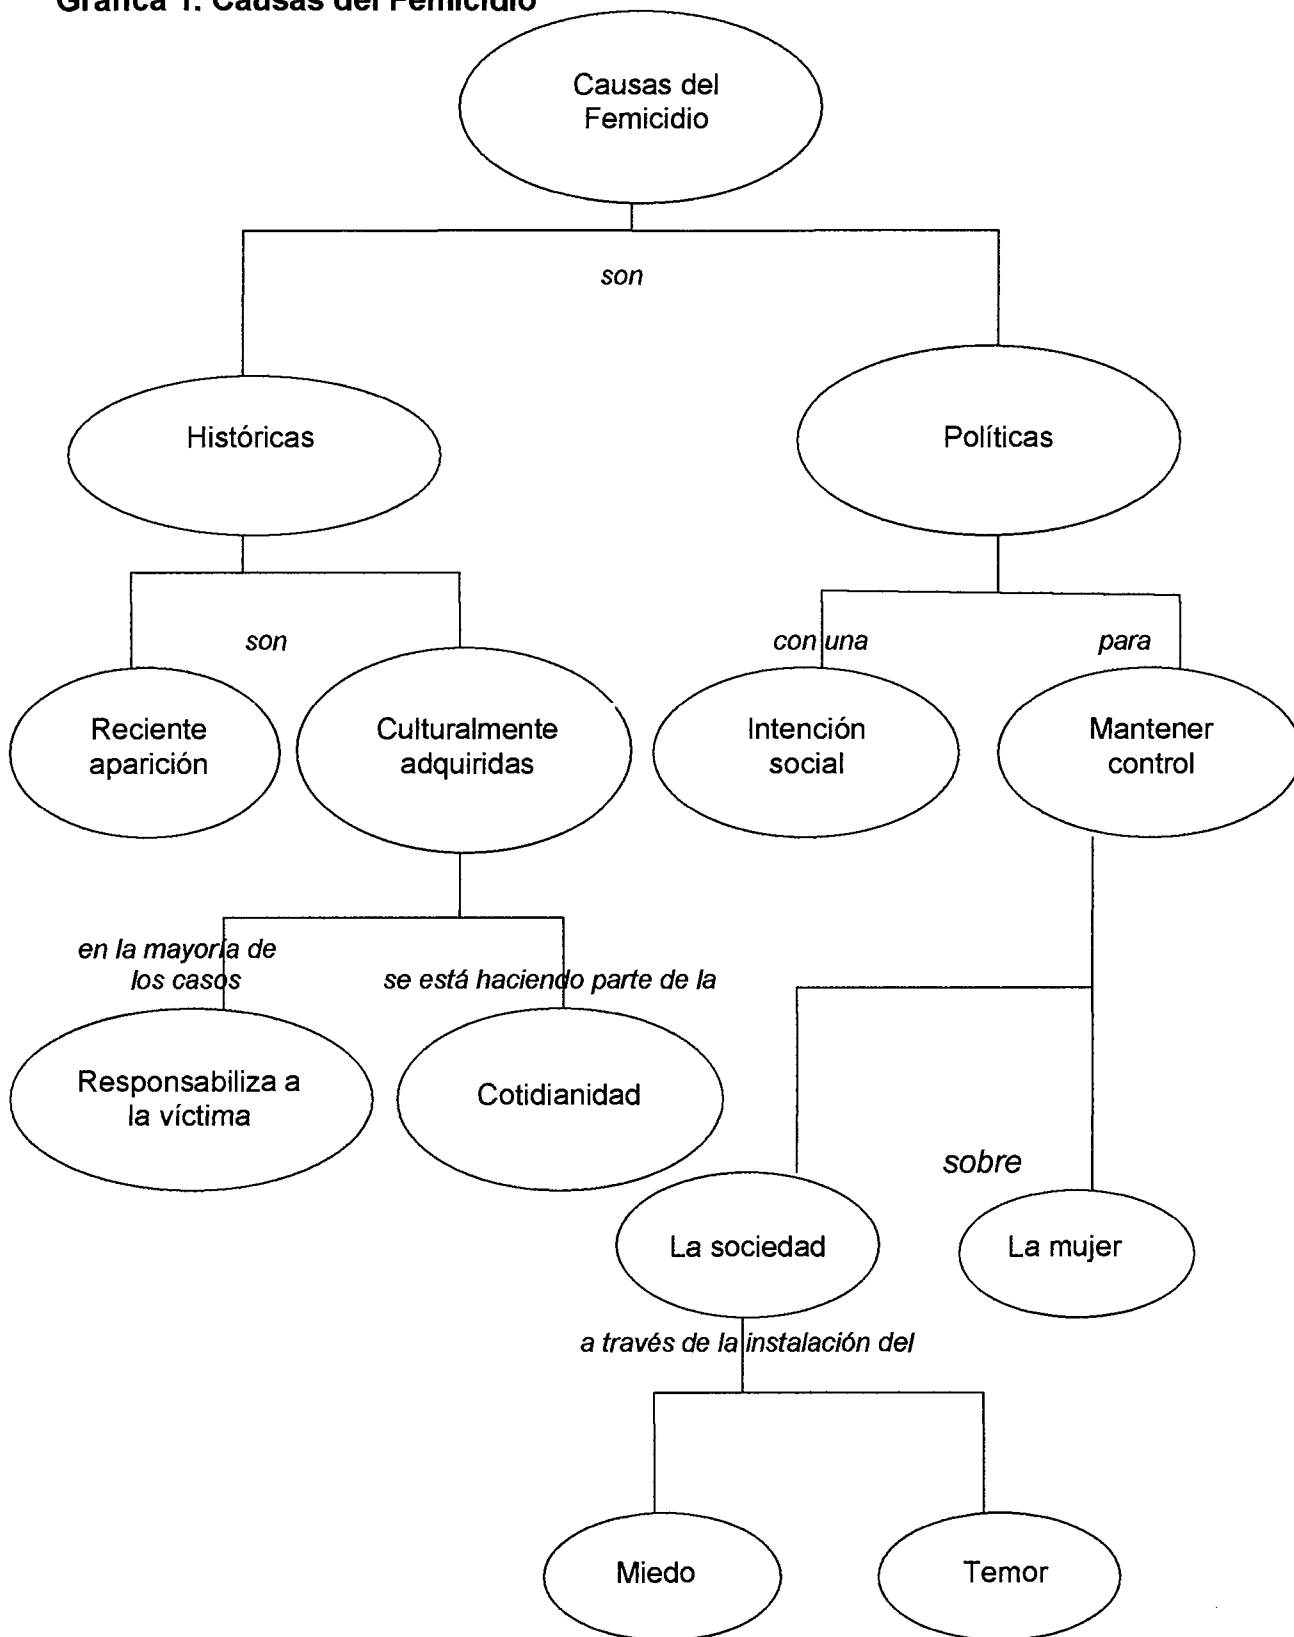 Gráfica 1. Causas del Femicidio
Causas del
Femicidio
son
Históricas
Políticas
son
con una
para
Reciente
aparición
Culturalmente
adquiridas
Intención
social
Mantener
control
en la mayoría de
los casos
se está haciendo parte de la
Responsabiliza a
la víctima
Cotidianidad
sobre
La sociedad
La mujer
a través de la instalación del
Miedo
Temor